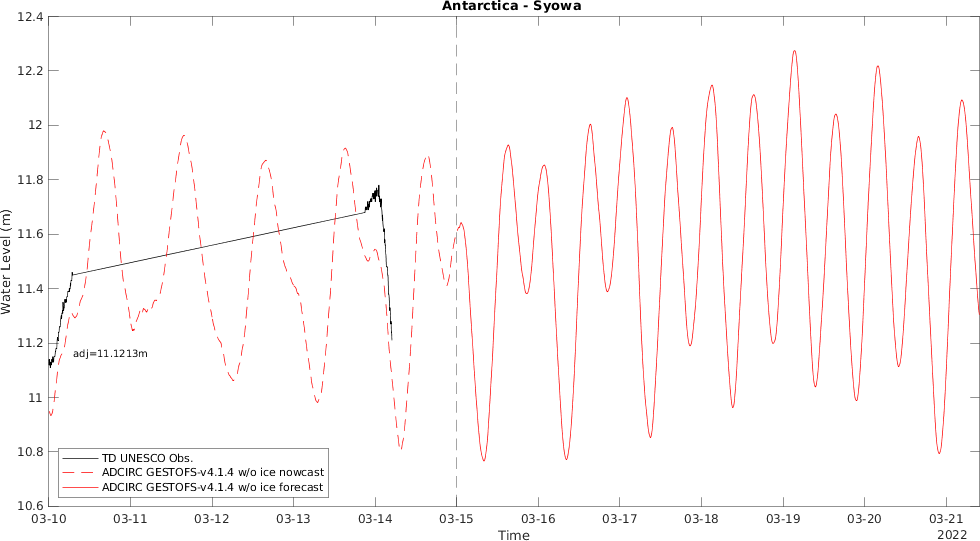 Antarctica - Syowa
12.4
12.2
12
11.8
11.6
11.4
11.2
11
10.8
10.6
Water Level (m)
adj=11.1213m
TD UNESCO Obs.
ADCIRC GESTOFS-v4.1.4 w/o ice nowcast
ADCIRC GESTOFS-v4.1.4 w/o ice forecast
03-10 03-11 03-12 03-13 03-14 03-15 03-16 03-17 03-18 03-19 03-20 03-21
Time
2022